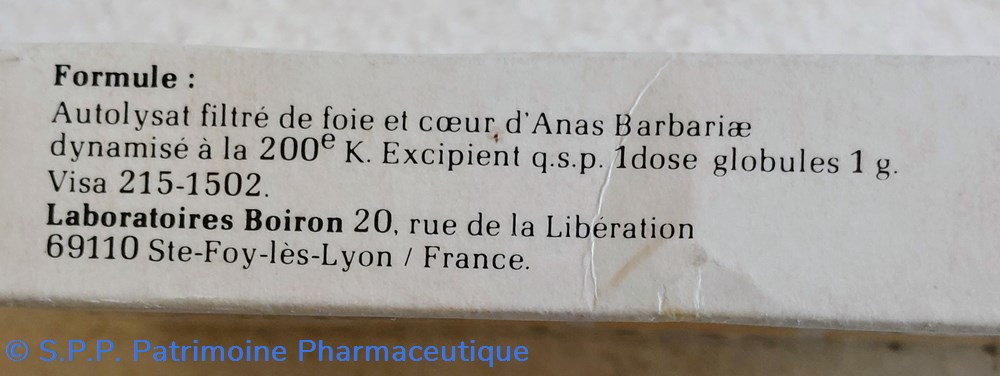 Formule :
Autolysat filtré de foie et cœur d'Anas Barbariæ
dynamisé à la 200e K. Excipient q.s.p. 1dose globules 1 g.
Visa 215-1502.
Laboratoires Boiron 20, rue de la Libération
69110 Ste-Foy-lès-Lyon / France.
© S.P.P. Patrimoine Pharmaceutique